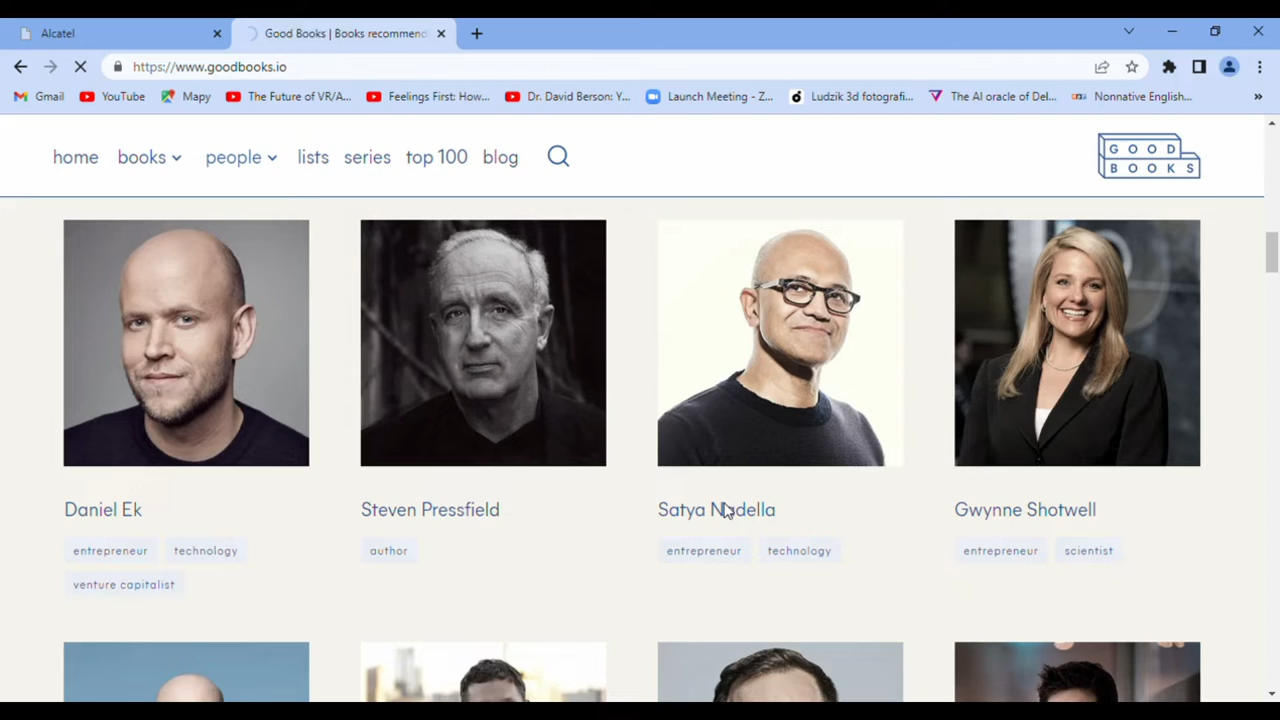 Alcatel
Good Books | Books recommend
https://www.goodbooks.io
Gmail
YouTube
Mapy
The Future of VR/A...
Feelings First: How...
Dr. David Berson: Y...
Launch Meeting - Z...
Ludzik 3d fotografi...
The AI oracle of Del...
Nonnative English...
»
home
books
people
lists
series
top 100
blog
GOOD
BOOKS
Daniel Ek
Steven Pressfield
Satya Nadella
Gwynne Shotwell
entrepreneur
technology
author
entrepreneur
technology
entrepreneur
scientist
venture capitalist